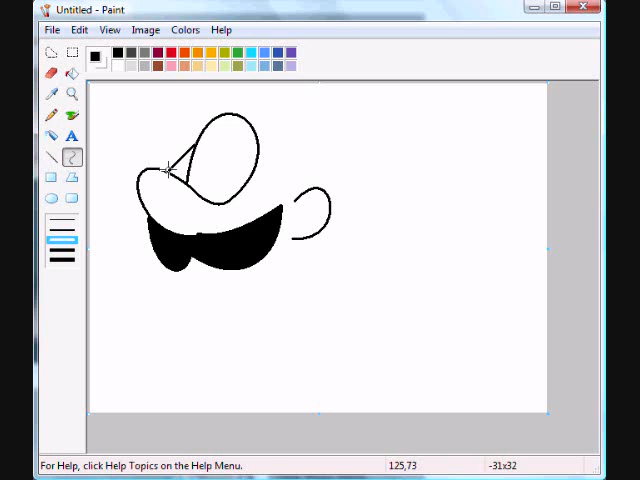 Untitled - Paint
File Edit View Image Colors Help
A
For Help, click Help Topics on the Help Menu.
125,73
-31x32